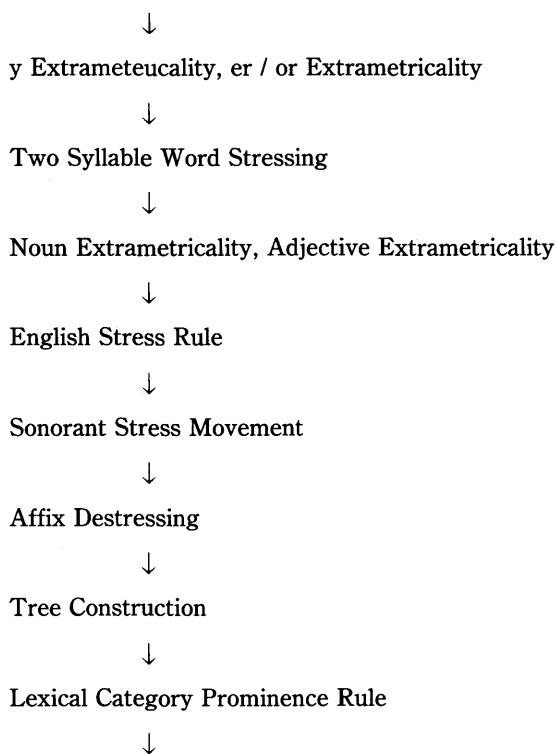 ↓
y Extrameteucality, er / or Extrametricality
↓
Two Syllable Word Stressing
↓
Noun Extrametricality, Adjective Extrametricality
↓
English Stress Rule
↓
Sonorant Stress Movement
↓
Affix Destressing
↓
Tree Construction
↓
Lexical Category Prominence Rule
↓